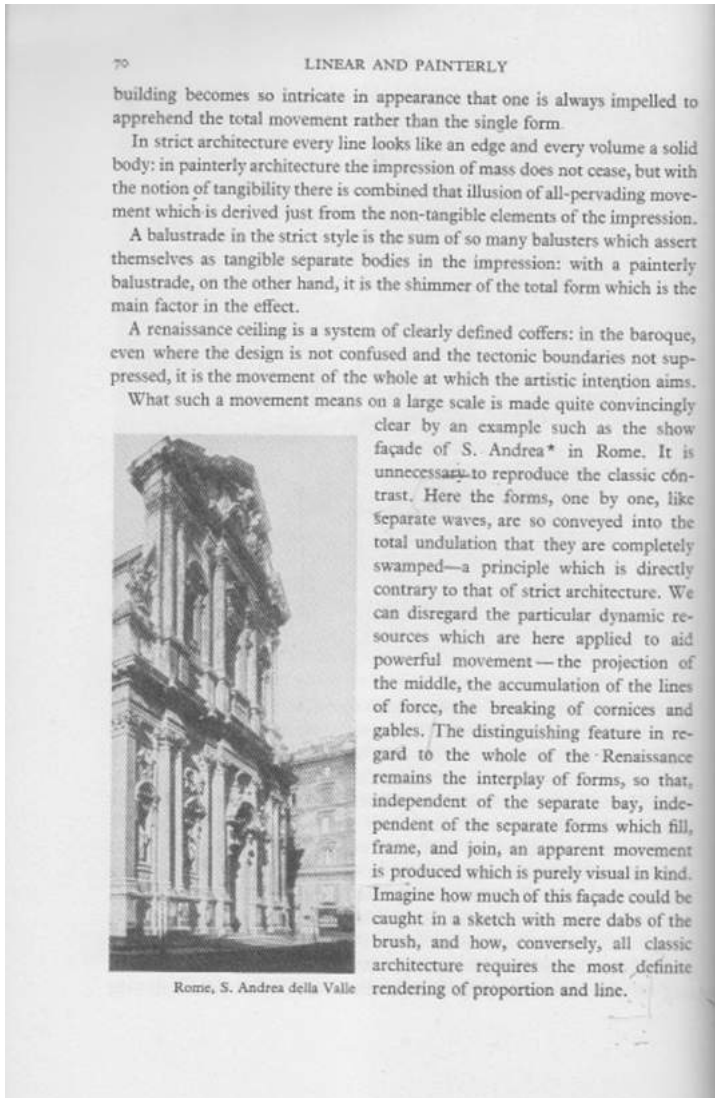 70
LINEAR AND PAINTERLY
building becomes so intricate in appearance that one is always impelled to
apprehend the total movement rather than the single form.
In strict architecture every line looks like an edge and every volume a solid
body: in painterly architecture the impression of mass does not cease, but with
the notion of tangibility there is combined that illusion of all-pervading move-
ment which is derived just from the non-tangible elements of the impression.
A balustrade in the strict style is the sum of so many balusters which assert
themselves as tangible separate bodies in the impression: with a painterly
balustrade, on the other hand, it is the shimmer of the total form which is the
main factor in the effect.
A renaissance ceiling is a system of clearly defined coffers: in the baroque,
even where the design is not confused and the tectonic boundaries not sup-
pressed, it is the movement of the whole at which the artistic intention aims.
What such a movement means on a large scale is made quite convincingly
clear by an example such as the show
façade of S. Andrea* in Rome. It is
unnecessary to reproduce the classic con-
trast. Here the forms, one by one, like
separate waves, are so conveyed into the
total undulation that they are completely
swamped—a principle which is directly
contrary to that of strict architecture. We
can disregard the particular dynamic re-
sources which are here applied to aid
powerful movement — the projection of
the middle, the accumulation of the lines
of force, the breaking of cornices and
gables. The distinguishing feature in re-
gard to the whole of the Renaissance
remains the interplay of forms, so that,
independent of the separate bay, inde-
pendent of the separate forms which fill,
frame, and join, an apparent movement
is produced which is purely visual in kind.
Imagine how much of this façade could be
caught in a sketch with mere dabs of the
brush, and how, conversely, all classic
architecture requires the most definite
rendering of proportion and line.
Rome, S. Andrea della Valle